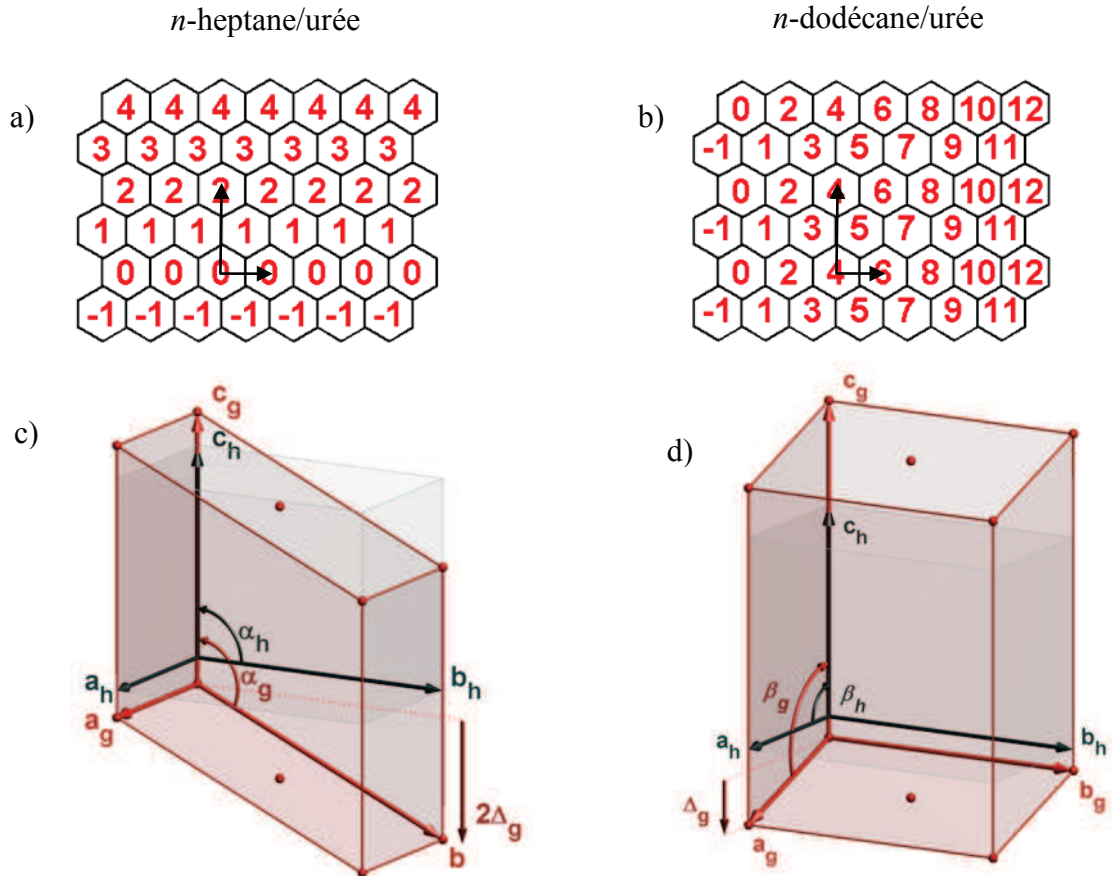 n-heptane/urée
n-dodécane/urée
a)
4 4 4 4 4 4 4
3 3 3 3 3 3 3
2 2 2 2 2 2 2
1 1 1 1 1 1 1
0 0 0 0 0 0 0
-1 -1 -1 -1 -1 -1 -1
b)
0 2 4 6 8 10 12
-1 1 3 5 7 9 11
0 2 4 6 8 10 12
-1 1 3 5 7 9 11
0 2 4 6 8 10 12
-1 1 3 5 7 9 11
c)
c_g
c_h
α_h
α_g
a_h
b_h
a_g
2Δ_g
b
d)
c_g
c_h
β_g
β_h
a_h
b_h
Δ_g
b_g
a_g